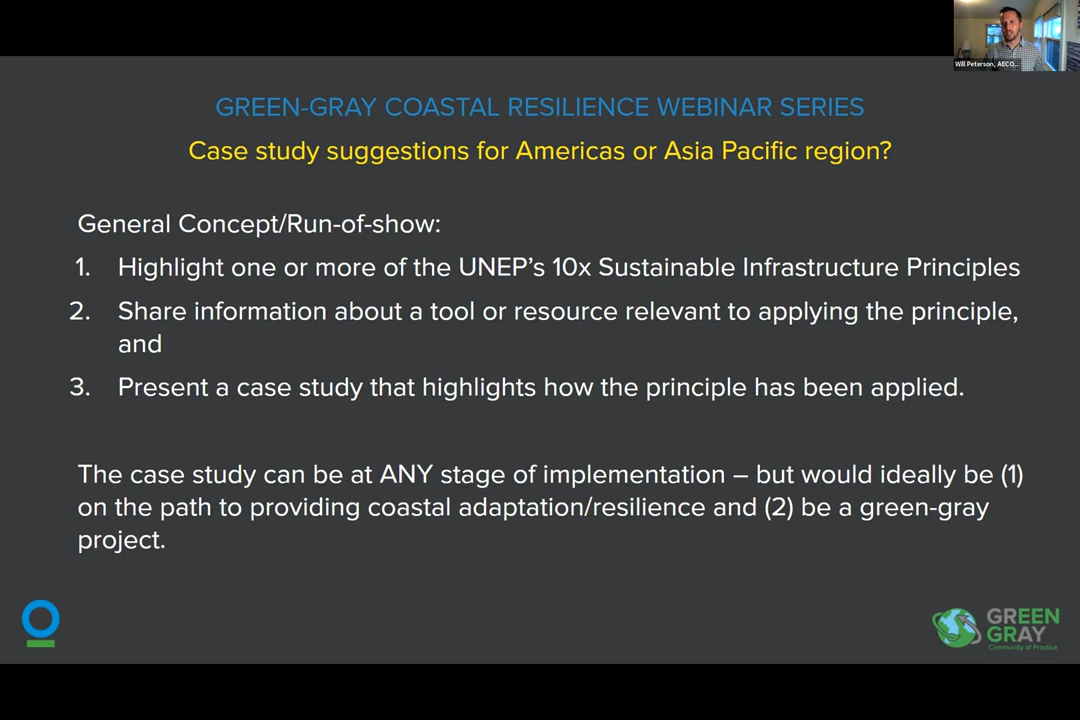 Will Peterson, AECO...
GREEN-GRAY COASTAL RESILIENCE WEBINAR SERIES
Case study suggestions for Americas or Asia Pacific region?
General Concept/Run-of-show:
1. Highlight one or more of the UNEP’s 10x Sustainable Infrastructure Principles
2. Share information about a tool or resource relevant to applying the principle,
and
3. Present a case study that highlights how the principle has been applied.
The case study can be at ANY stage of implementation – but would ideally be (1)
on the path to providing coastal adaptation/resilience and (2) be a green-gray
project.
GREEN
GRAY
Community of Practice